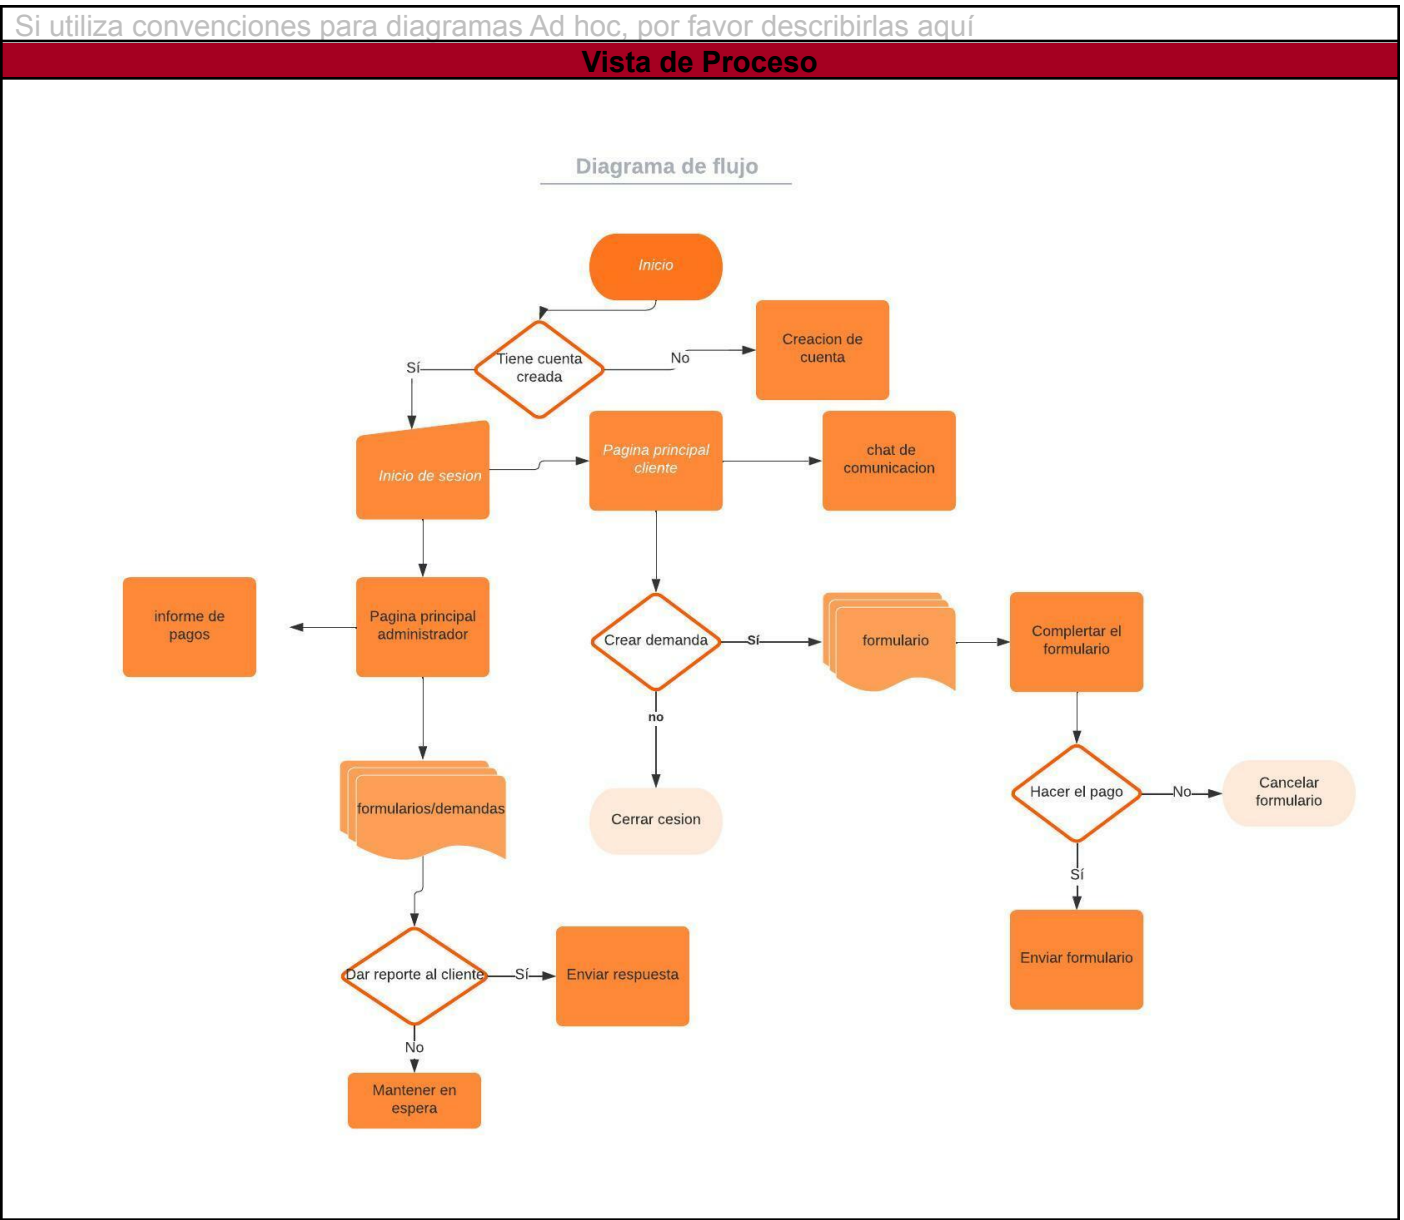 Si utiliza convenciones para diagramas Ad hoc, por favor describirlas aquí
Vista de Proceso
Diagrama de flujo
Inicio
Tiene cuenta
creada
Sí
No
Creacion de
cuenta
Inicio de sesion
Pagina principal
cliente
chat de
comunicacion
informe de
pagos
Pagina principal
administrador
Crear demanda
Sí
formulario
Complertar el
formulario
no
Cerrar cesion
Hacer el pago
No
Cancelar
formulario
Sí
Enviar formulario
formularios/demandas
Dar reporte al cliente
Sí
Enviar respuesta
No
Mantener en
espera